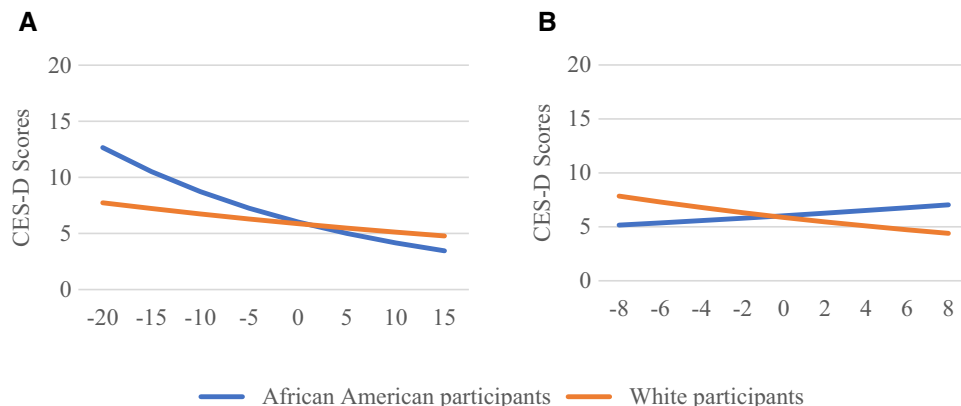 A
CES-D Scores
20
15
10
5
0
-20 -15 -10 -5 0 5 10 15
B
CES-D Scores
20
15
10
5
0
-8 -6 -4 -2 0 2 4 6 8
African American participants White participants